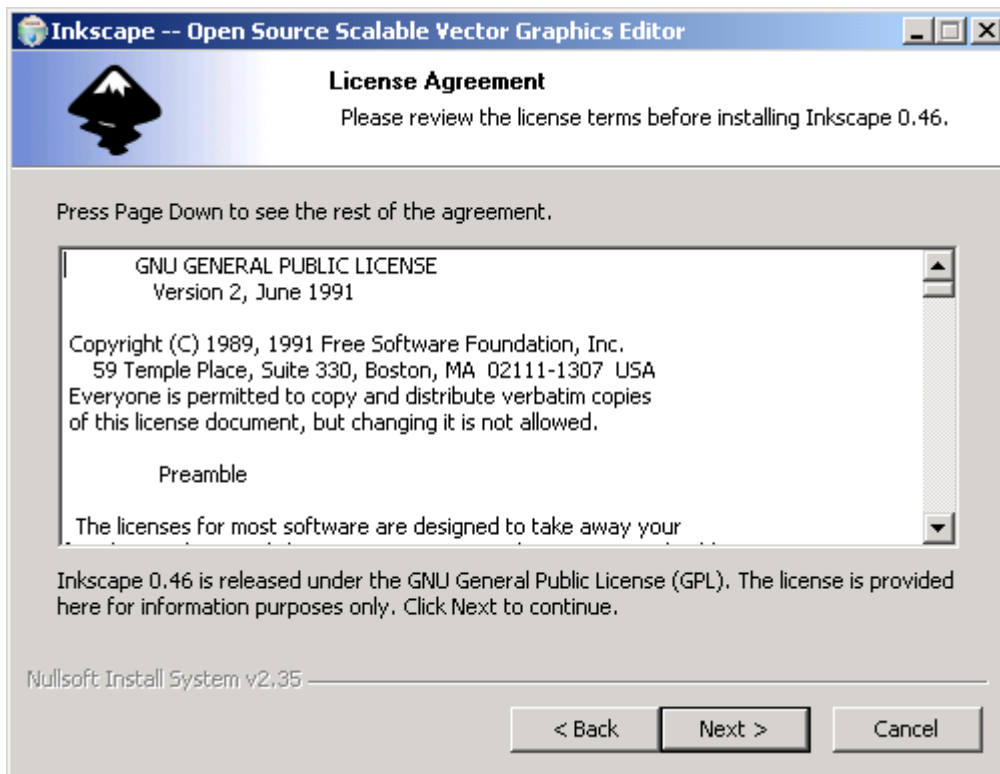 Inkscape -- Open Source Scalable Vector Graphics Editor
License Agreement
Please review the license terms before installing Inkscape 0.46.
Press Page Down to see the rest of the agreement.
GNU GENERAL PUBLIC LICENSE
Version 2, June 1991
Copyright (C) 1989, 1991 Free Software Foundation, Inc.
59 Temple Place, Suite 330, Boston, MA  02111-1307  USA
Everyone is permitted to copy and distribute verbatim copies
of this license document, but changing it is not allowed.
Preamble
The licenses for most software are designed to take away your
Inkscape 0.46 is released under the GNU General Public License (GPL). The license is provided
here for information purposes only. Click Next to continue.
Nullsoft Install System v2.35
< Back
Next >
Cancel